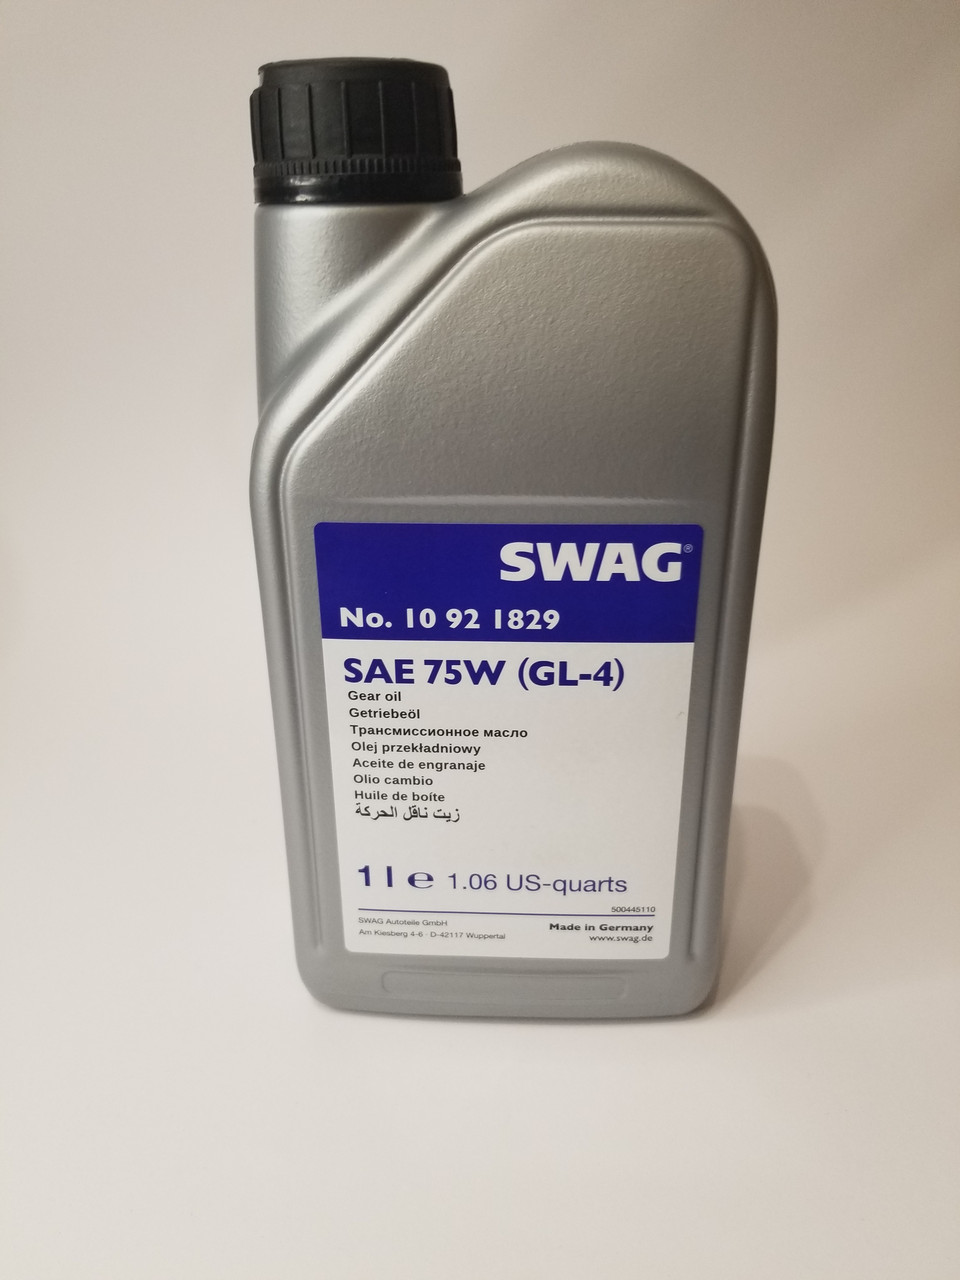 SWAG®
No. 10 92 1829
SAE 75W (GL-4)
Gear oil
Getriebeöl
Трансмиссионное масло
Olej przekładniowy
Aceite de engranaje
Olio cambio
Huile de boîte
زيت ناقل الحركة
1 l ℮ 1.06 US-quarts
500445110
SWAG Autoteile GmbH
Am Kiesberg 4-6 · D-42117 Wuppertal
Made in Germany
www.swag.de